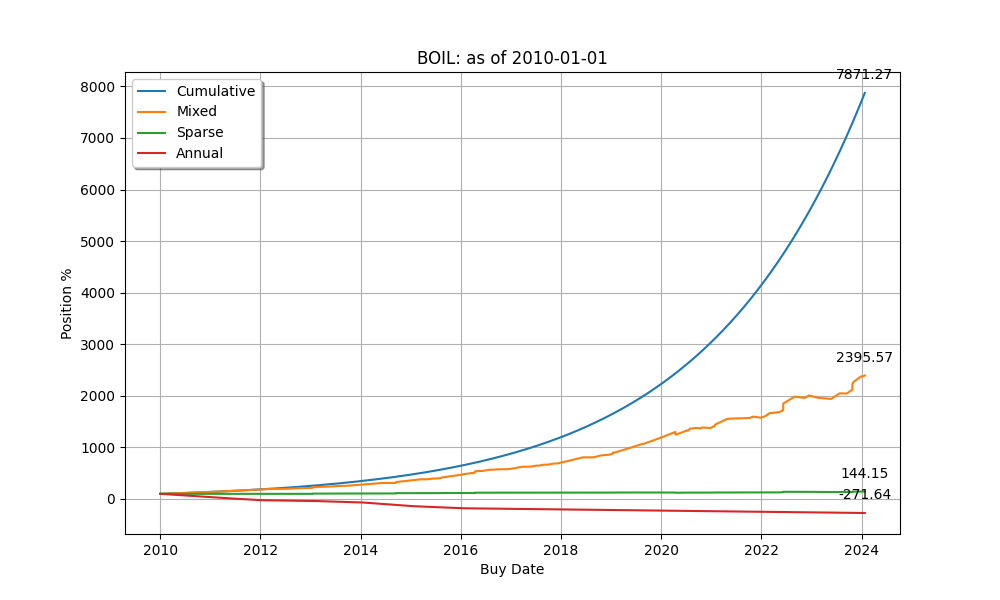 BOIL: as of 2010-01-01
7871.27
8000
Cumulative
Mixed
Sparse
Annual
7000
6000
5000
4000
3000
2395.57
2000
1000
144.15
-271.64
0
Position %
2010 2012 2014 2016 2018 2020 2022 2024
Buy Date